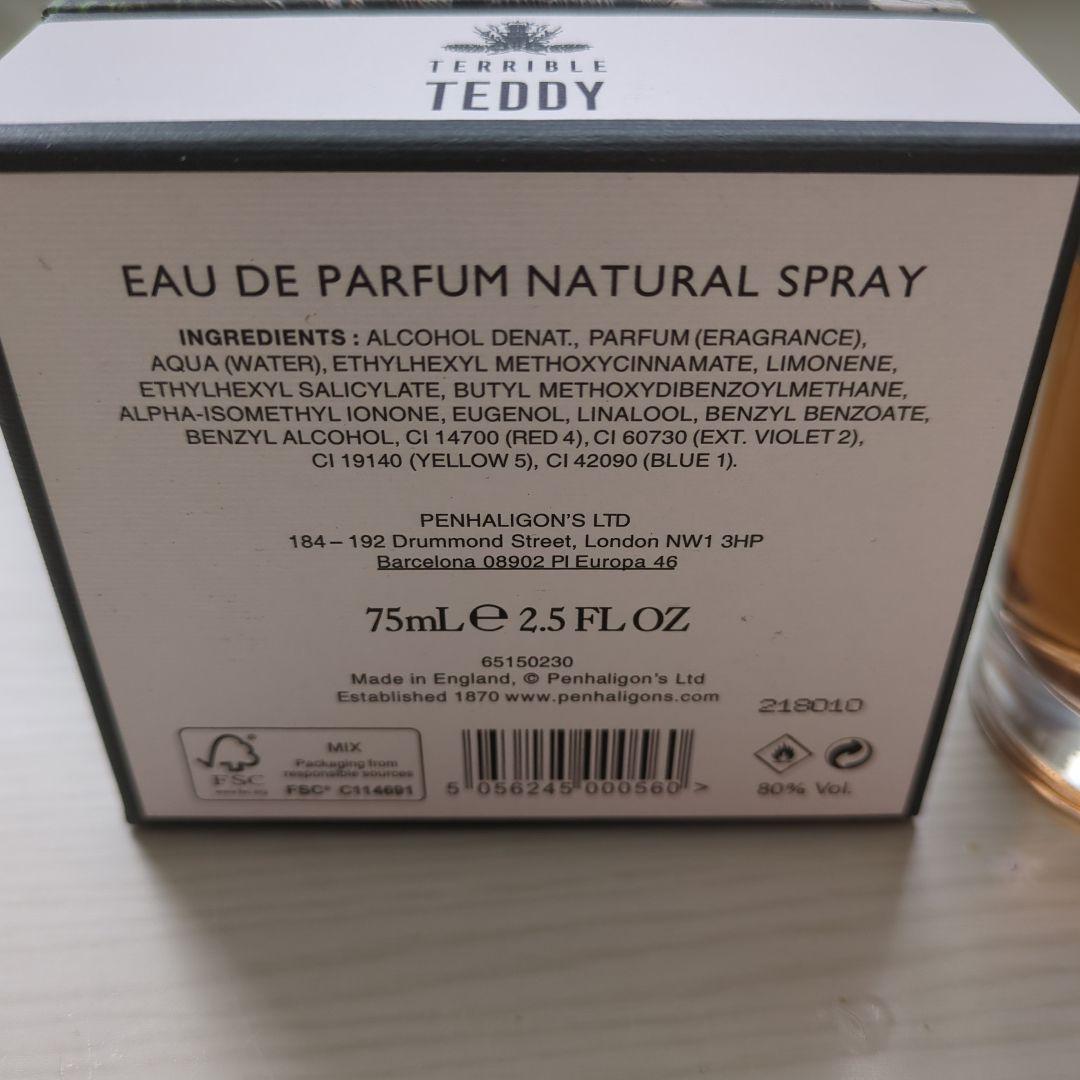 TERRIBLE
TEDDY
EAU DE PARFUM NATURAL SPRAY
INGREDIENTS : ALCOHOL DENAT., PARFUM (ERAGRANCE),
AQUA (WATER), ETHYLHEXYL METHOXYCINNAMATE, LIMONENE,
ETHYLHEXYL SALICYLATE, BUTYL METHOXYDIBENZOYLMETHANE,
ALPHA-ISOMETHYL IONONE, EUGENOL, LINALOOL, BENZYL BENZOATE,
BENZYL ALCOHOL, CI 14700 (RED 4), CI 60730 (EXT. VIOLET 2),
CI 19140 (YELLOW 5), CI 42090 (BLUE 1).
PENHALIGON'S LTD
184 – 192 Drummond Street, London NW1 3HP
Barcelona 08902 Pl Europa 46
75mL ℮ 2.5 FL OZ
65150230
Made in England, © Penhaligon's Ltd
Established 1870 www.penhaligons.com
218010
FSC
MIX
Packaging from
responsible sources
FSC® C114691
5 056245 000560 >
80% Vol.